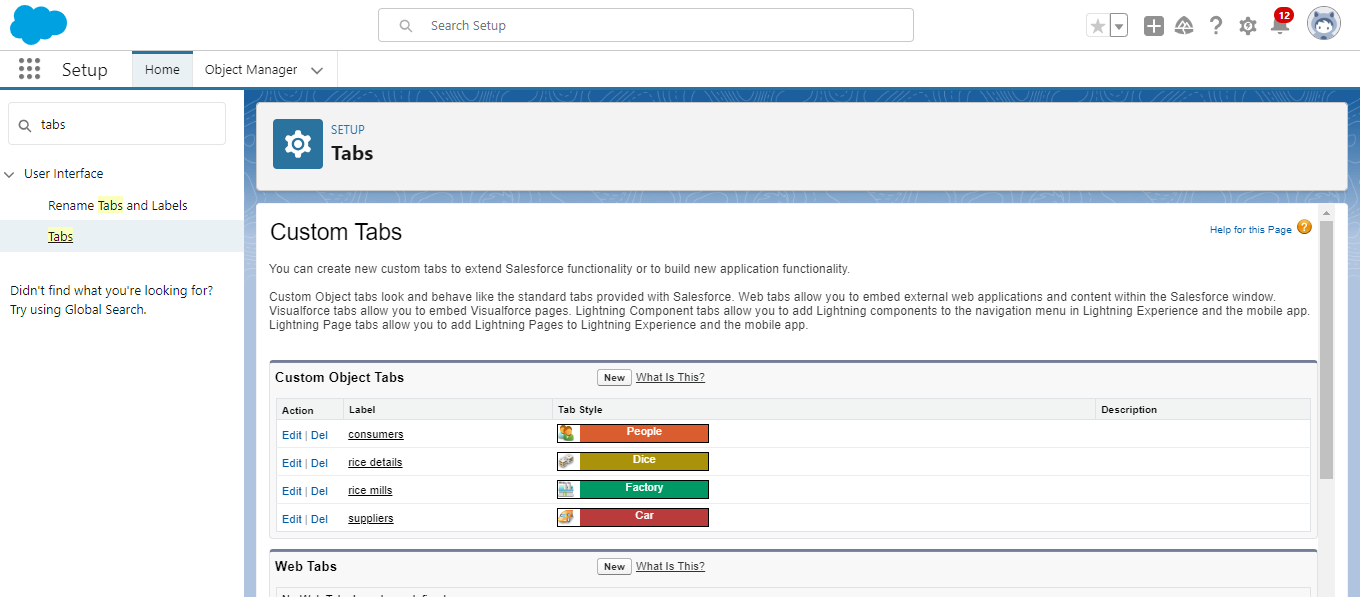 Search Setup
12
Setup
Home
Object Manager
tabs
User Interface
Rename Tabs and Labels
Tabs
Didn't find what you're looking for?
Try using Global Search.
SETUP
Tabs
Custom Tabs
Help for this Page
You can create new custom tabs to extend Salesforce functionality or to build new application functionality.
Custom Object tabs look and behave like the standard tabs provided with Salesforce. Web tabs allow you to embed external web applications and content within the Salesforce window.
Visualforce tabs allow you to embed Visualforce pages. Lightning Component tabs allow you to add Lightning components to the navigation menu in Lightning Experience and the mobile app.
Lightning Page tabs allow you to add Lightning Pages to Lightning Experience and the mobile app.
Custom Object Tabs New What Is This?
Action Label Tab Style Description
Edit | Del consumers People
Edit | Del rice details Dice
Edit | Del rice mills Factory
Edit | Del suppliers Car
Web Tabs New What Is This?